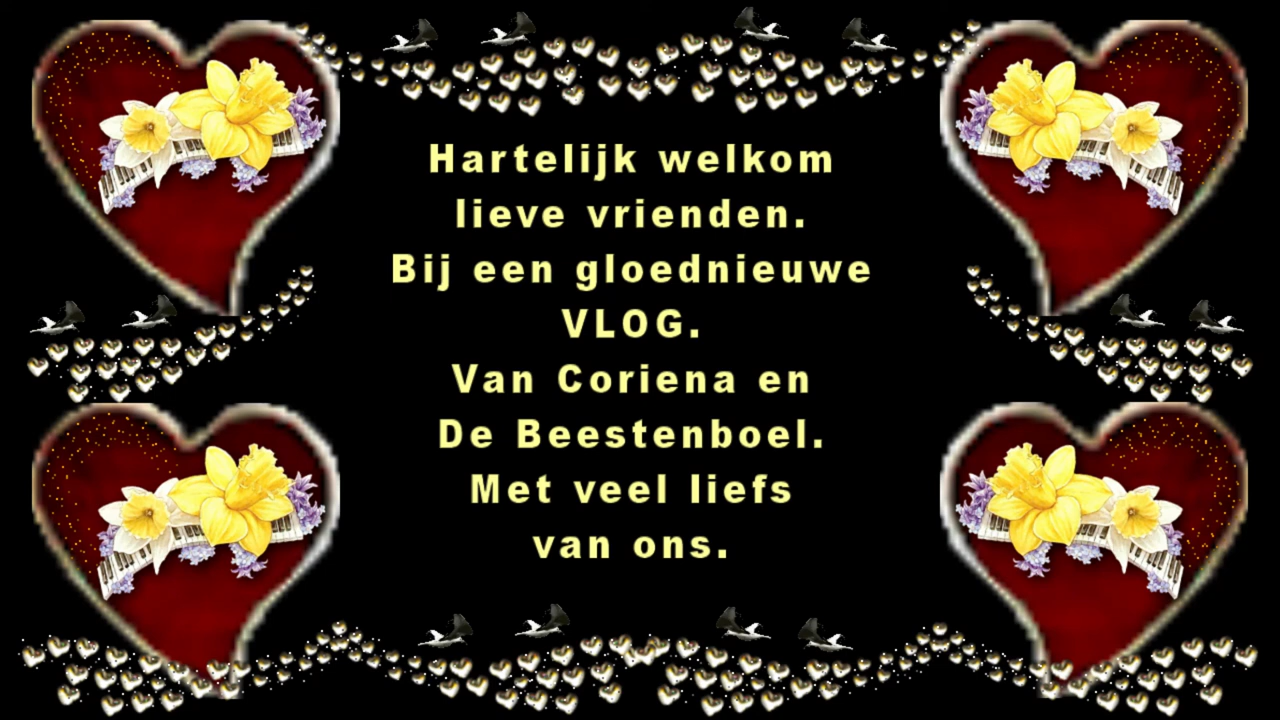 Hartelijk welkom
lieve vrienden.
Bij een gloednieuwe
VLOG.
Van Coriena en
De Beestenboel.
Met veel liefs
van ons.